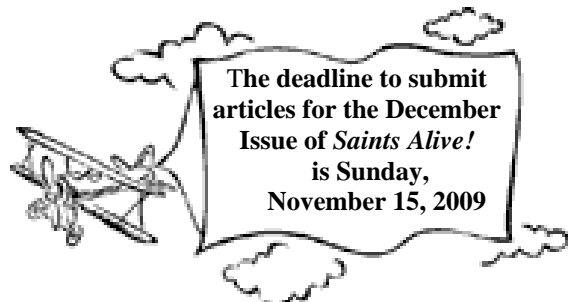 The deadline to submit
articles for the December
Issue of Saints Alive!
is Sunday,
November 15, 2009